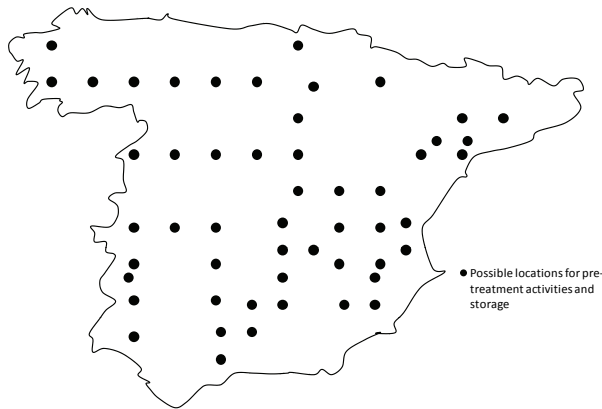 Possible locations for pre-
treatment activities and
storage